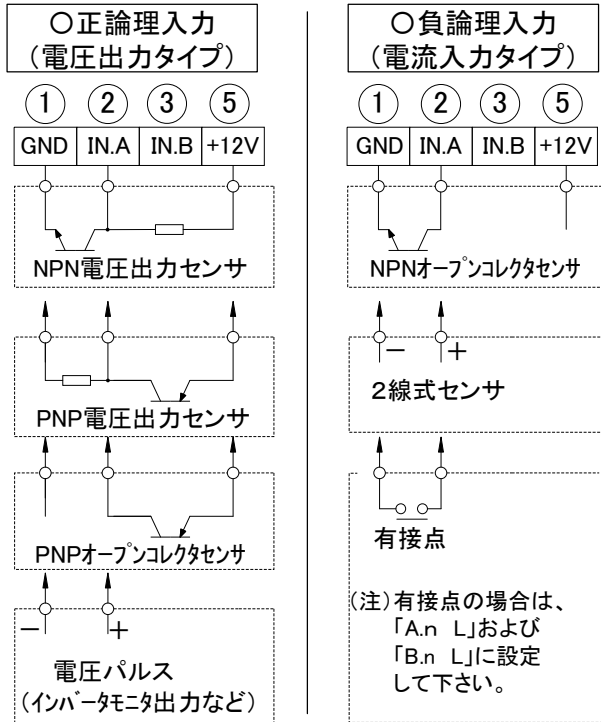 ○正論理入力
(電圧出力タイプ)
① ② ③ ⑤
GND IN.A IN.B +12V
NPN電圧出力センサ
PNP電圧出力センサ
PNPオープンコレクタセンサ
− +
電圧パルス
(インバータモニタ出力など)
○負論理入力
(電流入力タイプ)
① ② ③ ⑤
GND IN.A IN.B +12V
NPNオープンコレクタセンサ
− +
2線式センサ
有接点
(注)有接点の場合は、
「A.n L」および
「B.n L」に設定
して下さい。